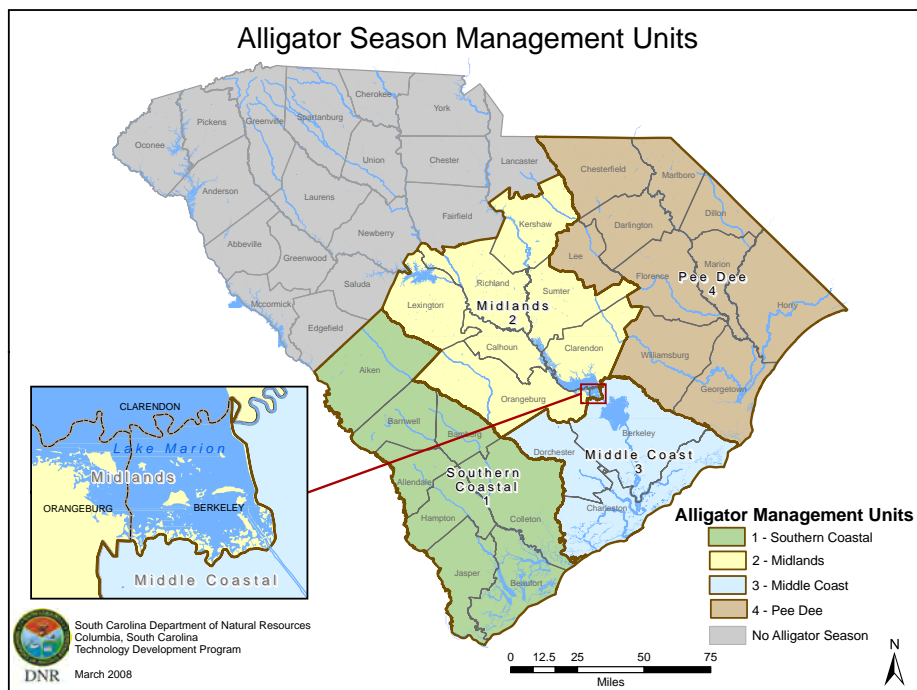 Alligator Season Management Units
Cherokee
York
Spartanburg
Greenville
Pickens
Oconee
Union
Chester
Lancaster
Anderson
Laurens
Chesterfield
Marlboro
Fairfield
Kershaw
Darlington
Dillon
Newberry
Abbeville
Greenwood
Lee
Marion
Saluda
Richland
Sumter
Florence
Pee Dee
4
Mccormick
Lexington
Midlands
2
Horry
Edgefield
Calhoun
Clarendon
Williamsburg
Aiken
Georgetown
Orangeburg
Barnwell
Bamberg
Berkeley
Dorchester
Middle Coast
3
Allendale
Southern
Coastal
1
Charleston
Hampton
Colleton
Jasper
Beaufort
CLARENDON
Lake Marion
Midlands
ORANGEBURG
BERKELEY
Middle Coastal
Alligator Management Units
1 - Southern Coastal
2 - Midlands
3 - Middle Coast
4 - Pee Dee
No Alligator Season
South Carolina Department of Natural Resources
Columbia, South Carolina
Technology Development Program
March 2008
DNR
0 12.5 25 50 75
Miles
N